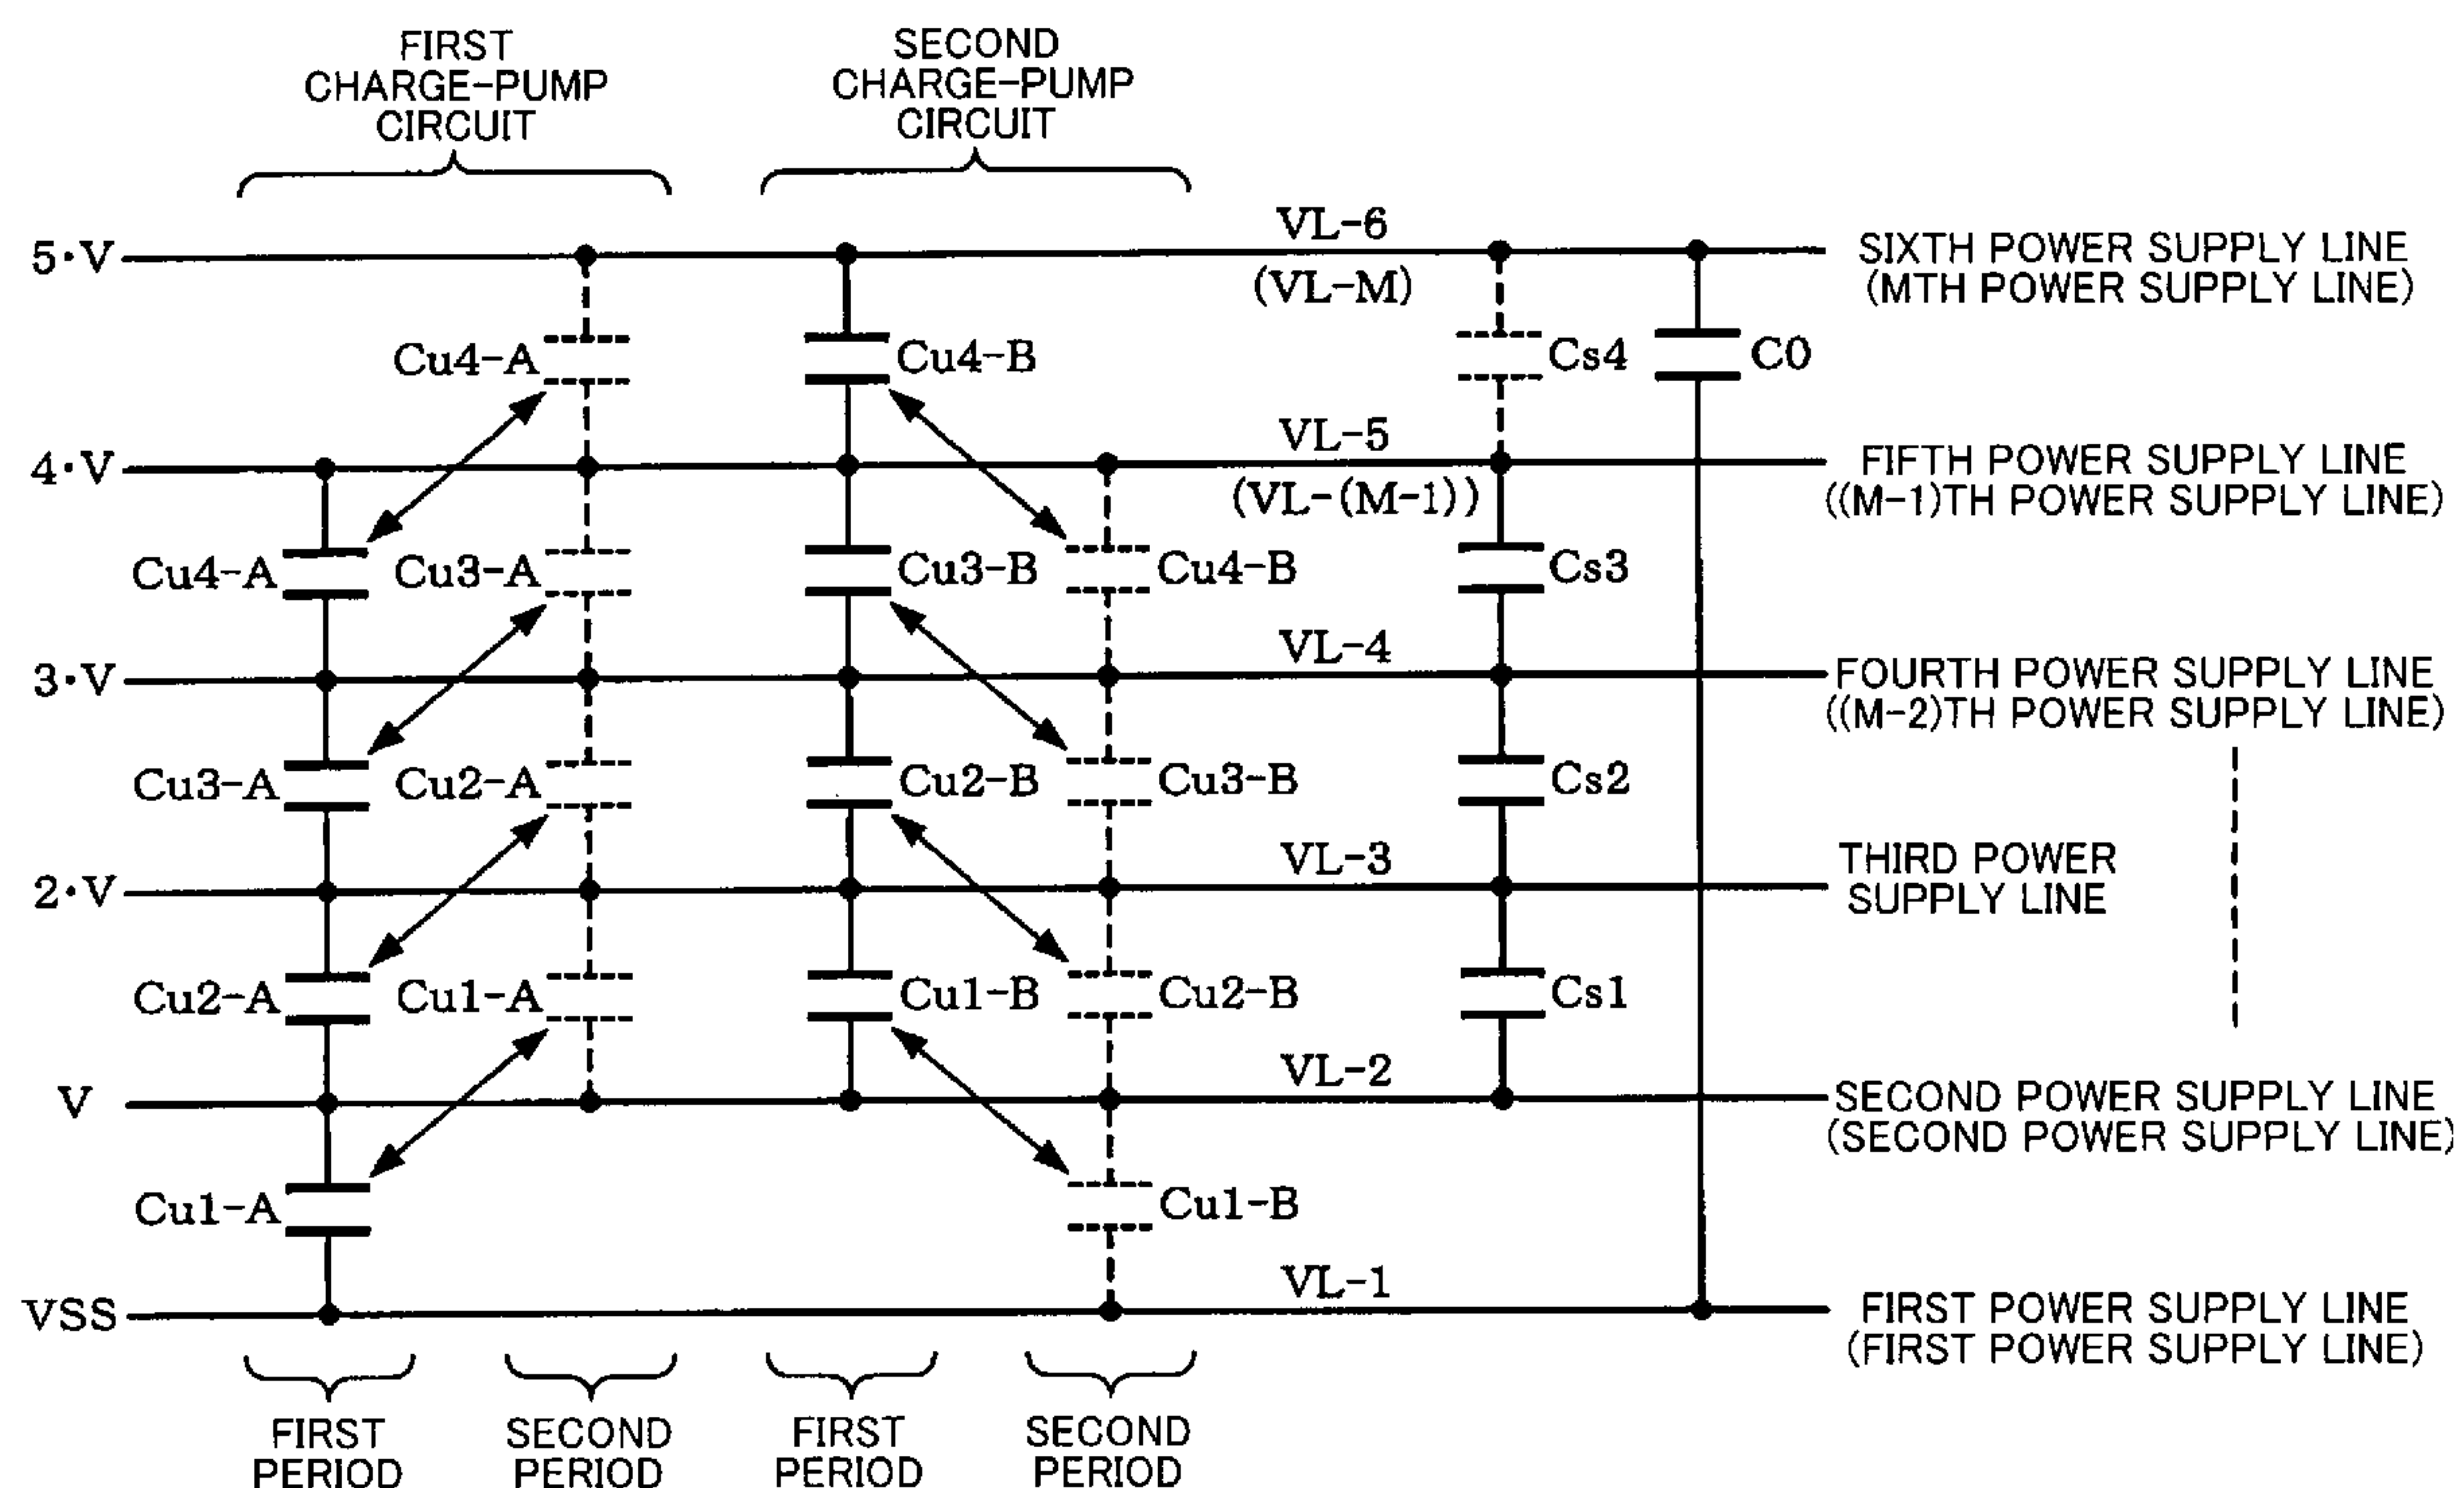 FIRST
CHARGE-PUMP
CIRCUIT
SECOND
CHARGE-PUMP
CIRCUIT
5·V
VL-6
(VL-M)
SIXTH POWER SUPPLY LINE
(MTH POWER SUPPLY LINE)
Cu4-A
Cu4-B
Cs4
C0
4·V
VL-5
(VL-(M-1))
FIFTH POWER SUPPLY LINE
((M-1)TH POWER SUPPLY LINE)
Cu4-A
Cu3-A
Cu3-B
Cu4-B
Cs3
3·V
VL-4
FOURTH POWER SUPPLY LINE
((M-2)TH POWER SUPPLY LINE)
Cu3-A
Cu2-A
Cu2-B
Cu3-B
Cs2
2·V
VL-3
THIRD POWER
SUPPLY LINE
Cu2-A
Cu1-A
Cu1-B
Cu2-B
Cs1
V
VL-2
SECOND POWER SUPPLY LINE
(SECOND POWER SUPPLY LINE)
Cu1-A
Cu1-B
VSS
VL-1
FIRST POWER SUPPLY LINE
(FIRST POWER SUPPLY LINE)
FIRST
PERIOD
SECOND
PERIOD
FIRST
PERIOD
SECOND
PERIOD